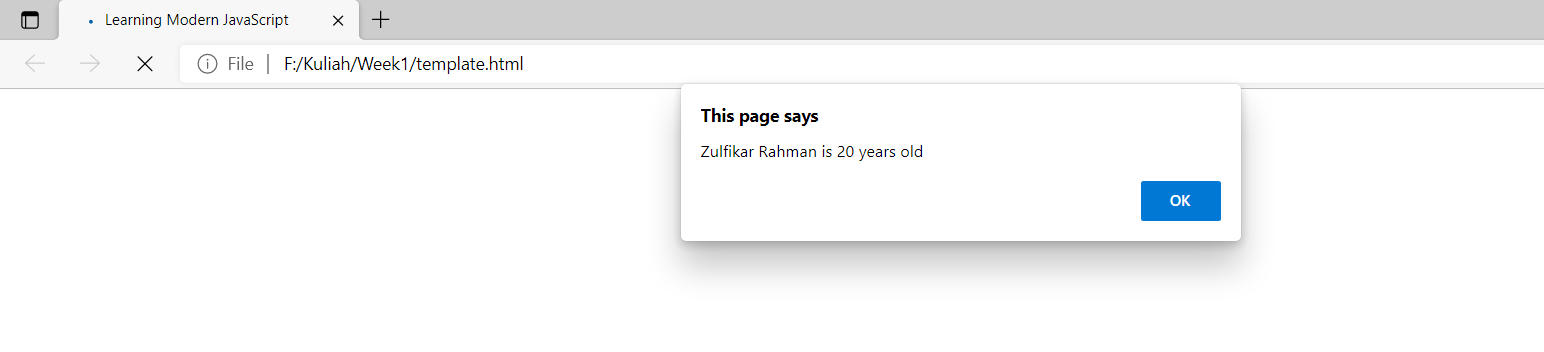 Learning Modern JavaScript
File F:/Kuliah/Week1/template.html
This page says
Zulfikar Rahman is 20 years old
OK